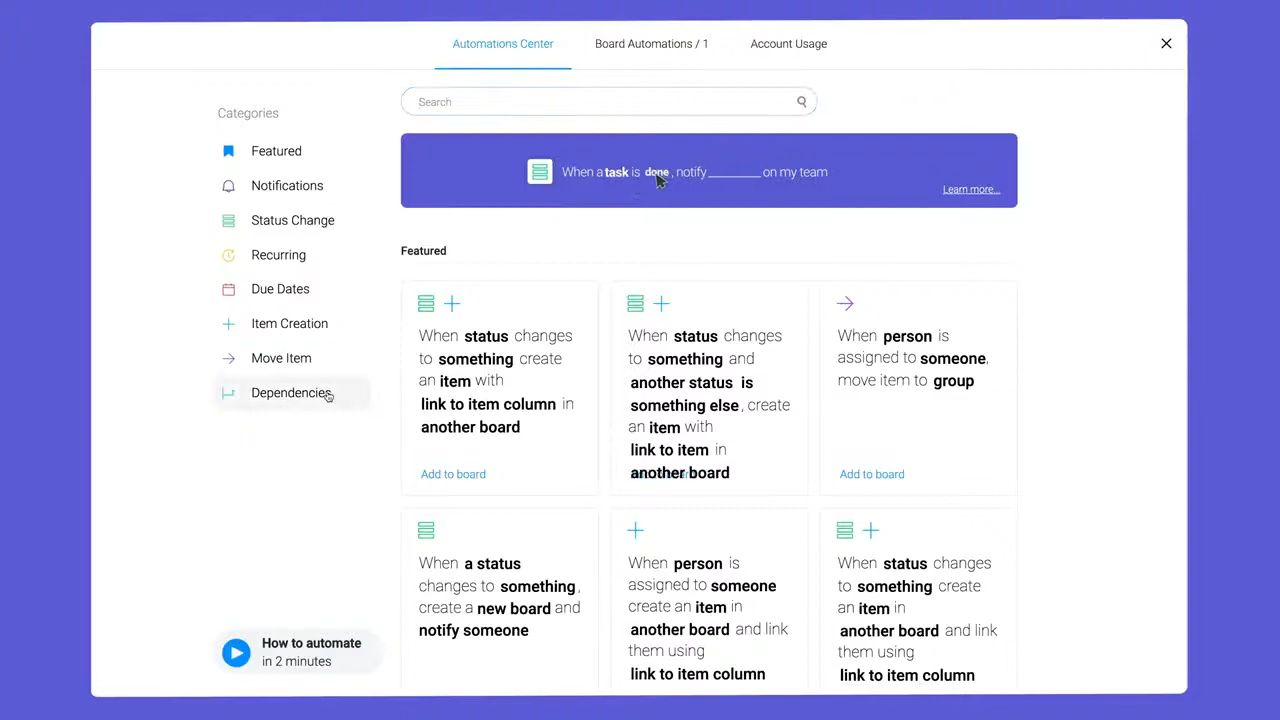 Automations Center
Board Automations / 1
Account Usage
Search
Categories
Featured
Notifications
Status Change
Recurring
Due Dates
Item Creation
Move Item
Dependencies
How to automate
in 2 minutes
When a task is done, notify ________ on my team
Learn more...
Featured
When status changes
to something create
an item with
link to item column in
another board
Add to board
When status changes
to something and
another status is
something else, create
an item with
link to item in
another board
When person is
assigned to someone,
move item to group
Add to board
When a status
changes to something,
create a new board and
notify someone
When person is
assigned to someone
create an item in
another board and link
them using
link to item column
When status changes
to something create
an item in
another board and link
them using
link to item column